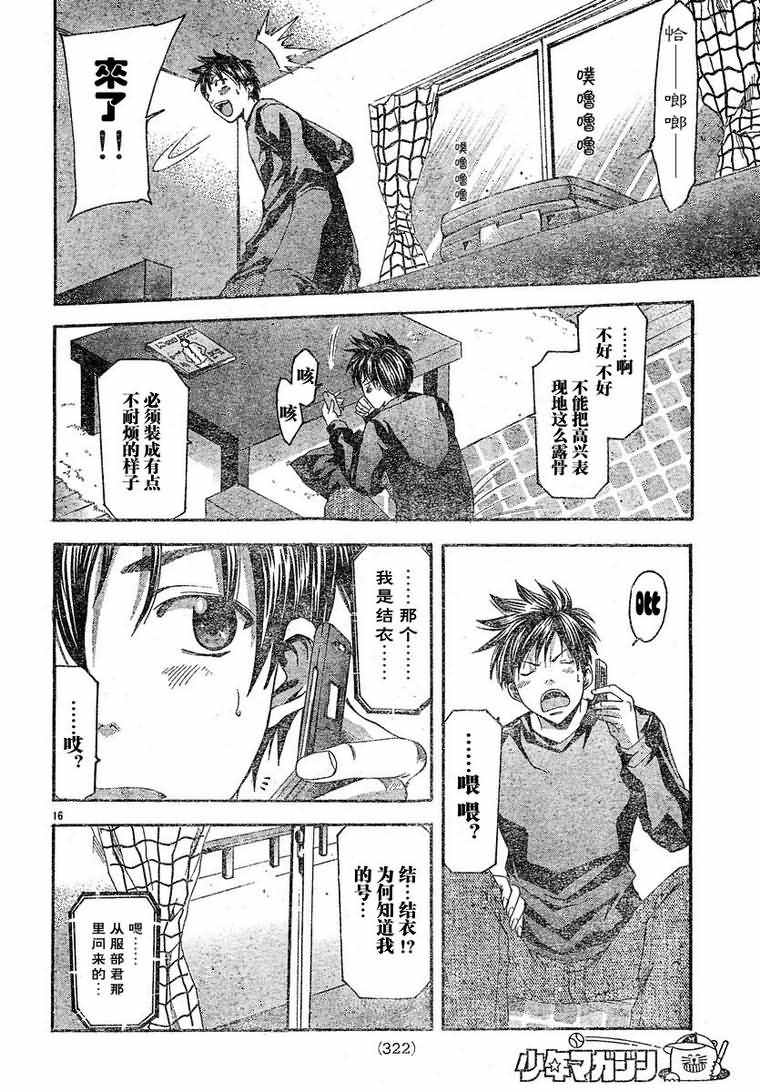 恰——啷啷——
噗噜噜噜
噗噜噜噜
來了!!
……啊
不好 不好
不能把高兴表
现地这么露骨
咳
咳
必须装成有点
不耐烦的样子
……喂喂?
……那个……
我是结衣……
……哎?
16
结…结衣!?
为何知道我
的号…
嗯……
从服部君那
里问来的…
(322)
少年マガジン